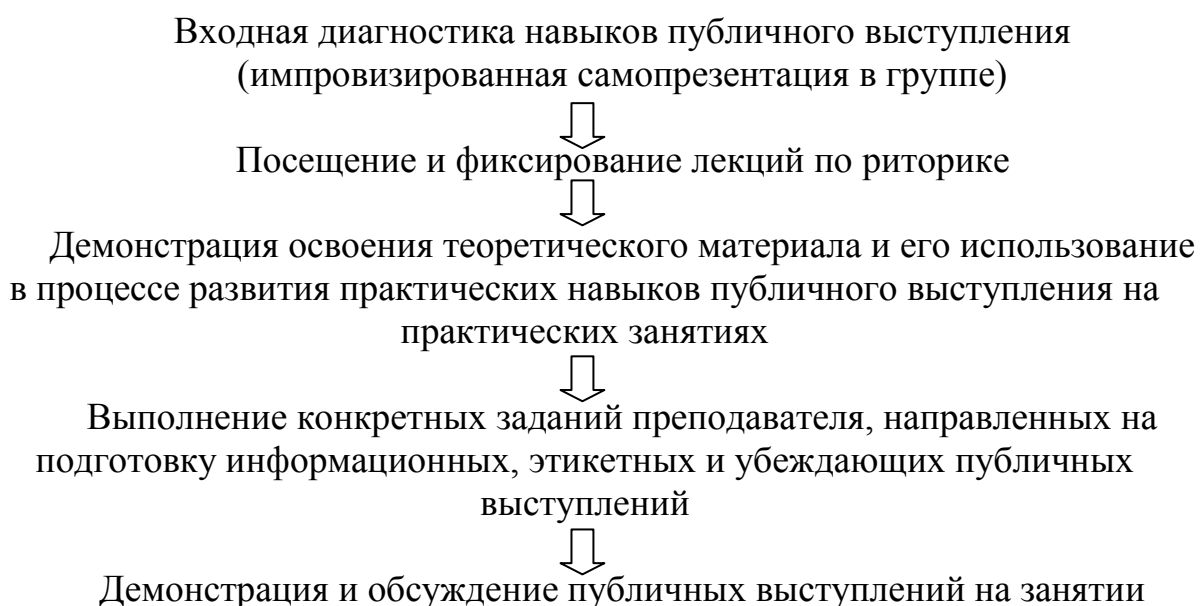 Входная диагностика навыков публичного выступления
(импровизированная самопрезентация в группе)
Посещение и фиксирование лекций по риторике
Демонстрация освоения теоретического материала и его использование
в процессе развития практических навыков публичного выступления на
практических занятиях
Выполнение конкретных заданий преподавателя, направленных на
подготовку информационных, этикетных и убеждающих публичных
выступлений
Демонстрация и обсуждение публичных выступлений на занятии